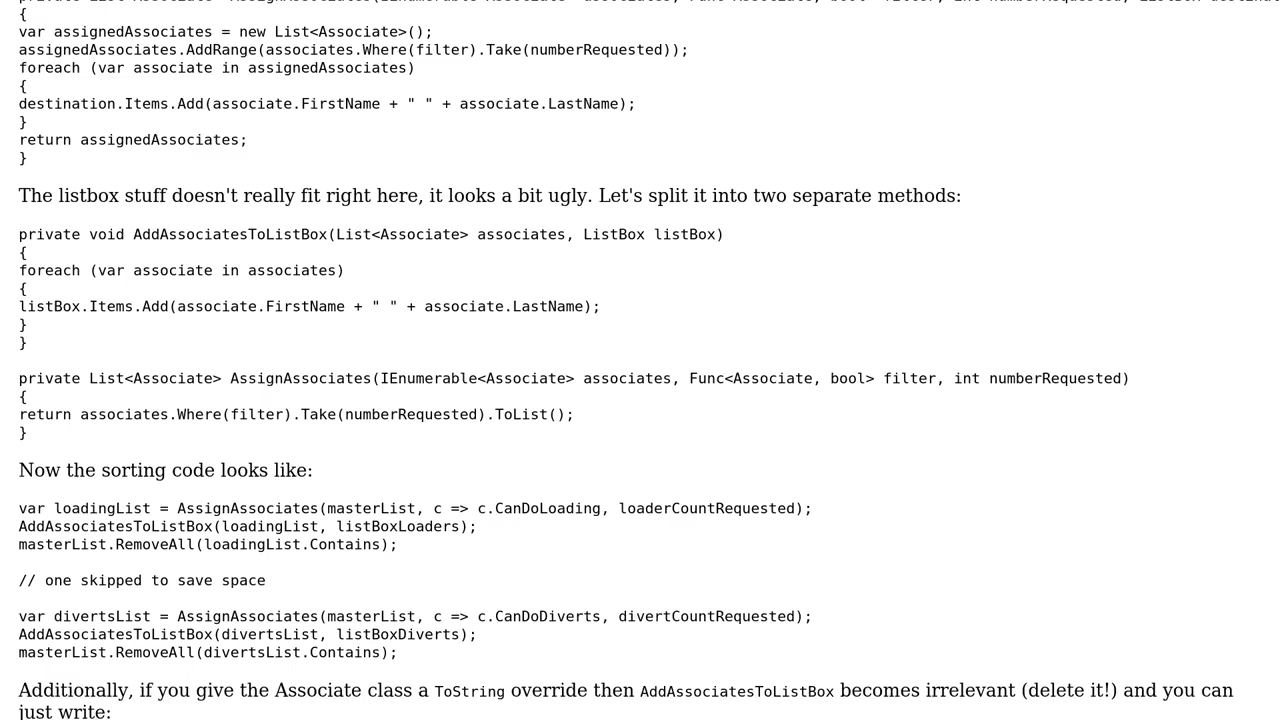 {
var assignedAssociates = new List<Associate>();
assignedAssociates.AddRange(associates.Where(filter).Take(numberRequested));
foreach (var associate in assignedAssociates)
{
destination.Items.Add(associate.FirstName + " " + associate.LastName);
}
return assignedAssociates;
}
The listbox stuff doesn't really fit right here, it looks a bit ugly. Let's split it into two separate methods:
private void AddAssociatesToListBox(List<Associate> associates, ListBox listBox)
{
foreach (var associate in associates)
{
listBox.Items.Add(associate.FirstName + " " + associate.LastName);
}
}
private List<Associate> AssignAssociates(IEnumerable<Associate> associates, Func<Associate, bool> filter, int numberRequested)
{
return associates.Where(filter).Take(numberRequested).ToList();
}
Now the sorting code looks like:
var loadingList = AssignAssociates(masterList, c => c.CanDoLoading, loaderCountRequested);
AddAssociatesToListBox(loadingList, listBoxLoaders);
masterList.RemoveAll(loadingList.Contains);
// one skipped to save space
var divertsList = AssignAssociates(masterList, c => c.CanDoDiverts, divertCountRequested);
AddAssociatesToListBox(divertsList, listBoxDiverts);
masterList.RemoveAll(divertsList.Contains);
Additionally, if you give the Associate class a ToString override then AddAssociatesToListBox becomes irrelevant (delete it!) and you can
just write: